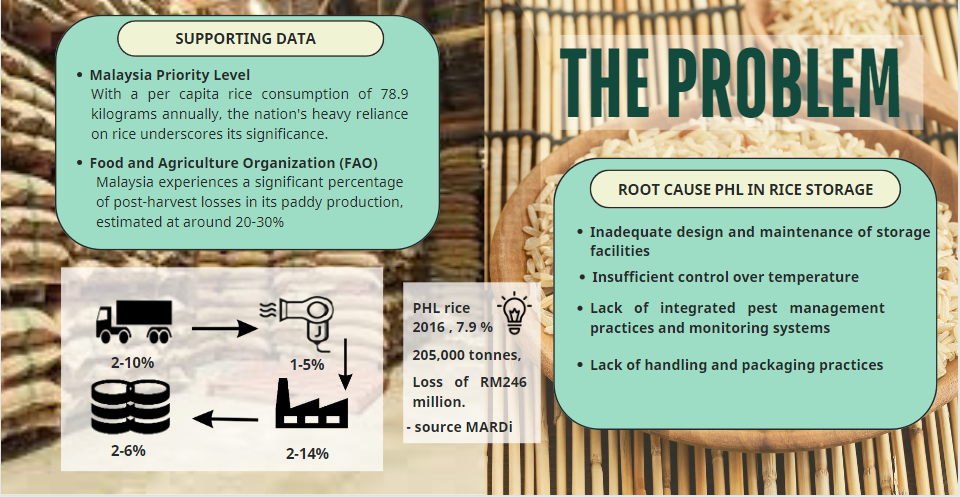 SUPPORTING DATA
• Malaysia Priority Level
With a per capita rice consumption of 78.9
kilograms annually, the nation's heavy reliance
on rice underscores its significance.
• Food and Agriculture Organization (FAO)
Malaysia experiences a significant percentage
of post-harvest losses in its paddy production,
estimated at around 20-30%
2-10%
1-5%
2-6%
2-14%
PHL rice
2016 , 7.9 %
205,000 tonnes,
Loss of RM246
million.
- source MARDi
THE PROBLEM
ROOT CAUSE PHL IN RICE STORAGE
• Inadequate design and maintenance of storage
facilities
• Insufficient control over temperature
• Lack of integrated pest management
practices and monitoring systems
• Lack of handling and packaging practices